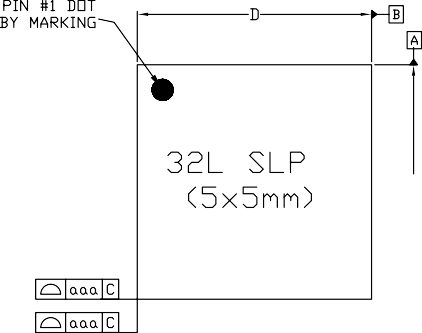 PIN #1 DOT
BY MARKING
D
B
A
32L SLP
(5x5mm)
⌓ aaa C
⌓ aaa C